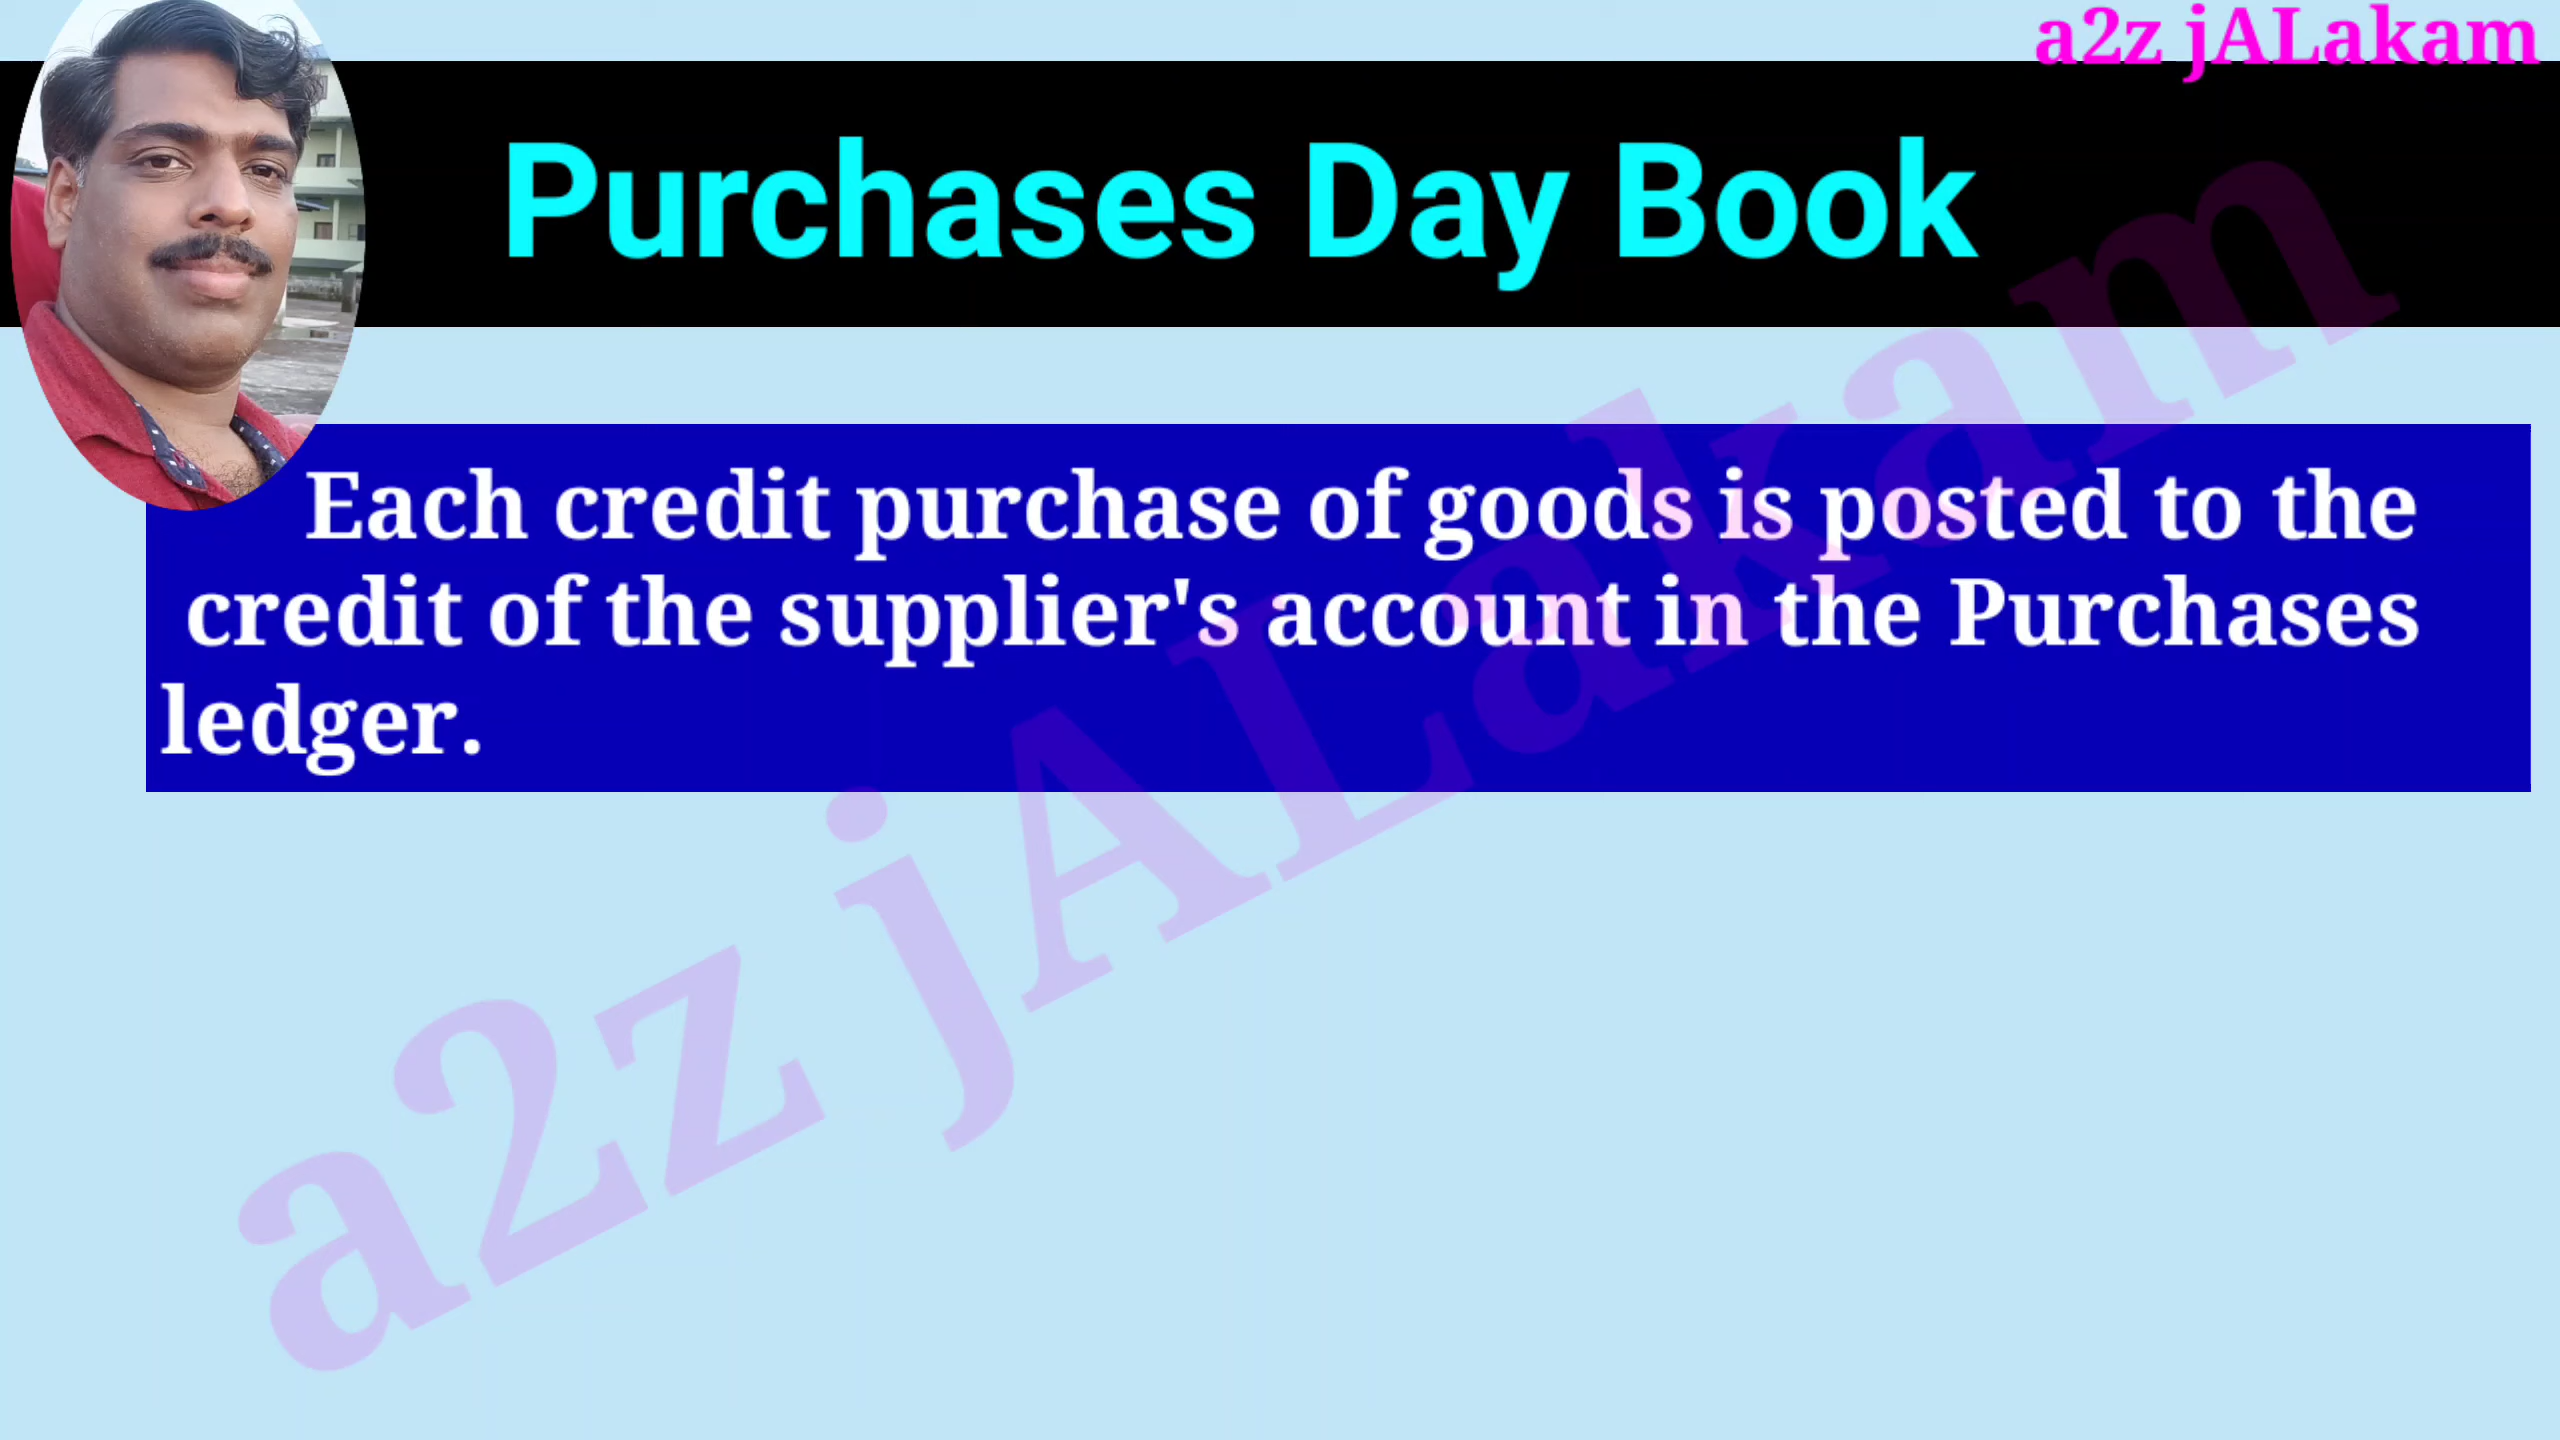 a2z jALakam
Purchases Day Book
Each credit purchase of goods is posted to the
credit of the supplier's account in the Purchases
ledger.
a2z jALakam